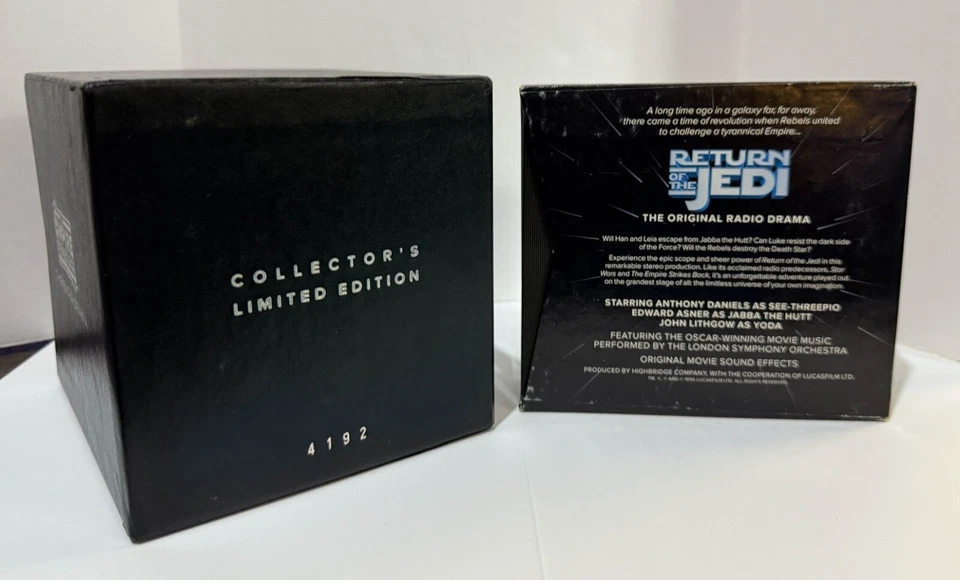 COLLECTOR'S
LIMITED EDITION
4192
A long time ago in a galaxy far, far away,
there came a time of revolution when Rebels united
to challenge a tyrannical Empire...
RETURN
OF THE
JEDI
THE ORIGINAL RADIO DRAMA
Will Han and Leia escape from Jabba the Hutt? Can Luke resist the dark side
of the Force? Will the Rebels destroy the Death Star?
Experience the epic scope and sheer power of Return of the Jedi in this
remarkable stereo production. Like its acclaimed radio predecessors, Star
Wars and The Empire Strikes Back, it's an unforgettable adventure played out
on the grandest stage of all: the limitless universe of your own imagination.
STARRING ANTHONY DANIELS AS SEE-THREEPIO
EDWARD ASNER AS JABBA THE HUTT
JOHN LITHGOW AS YODA
FEATURING THE OSCAR-WINNING MOVIE MUSIC
PERFORMED BY THE LONDON SYMPHONY ORCHESTRA
ORIGINAL MOVIE SOUND EFFECTS
PRODUCED BY HIGHBRIDGE COMPANY, WITH THE COOPERATION OF LUCASFILM LTD.
LUCASFILM LTD. ALL RIGHTS RESERVED.